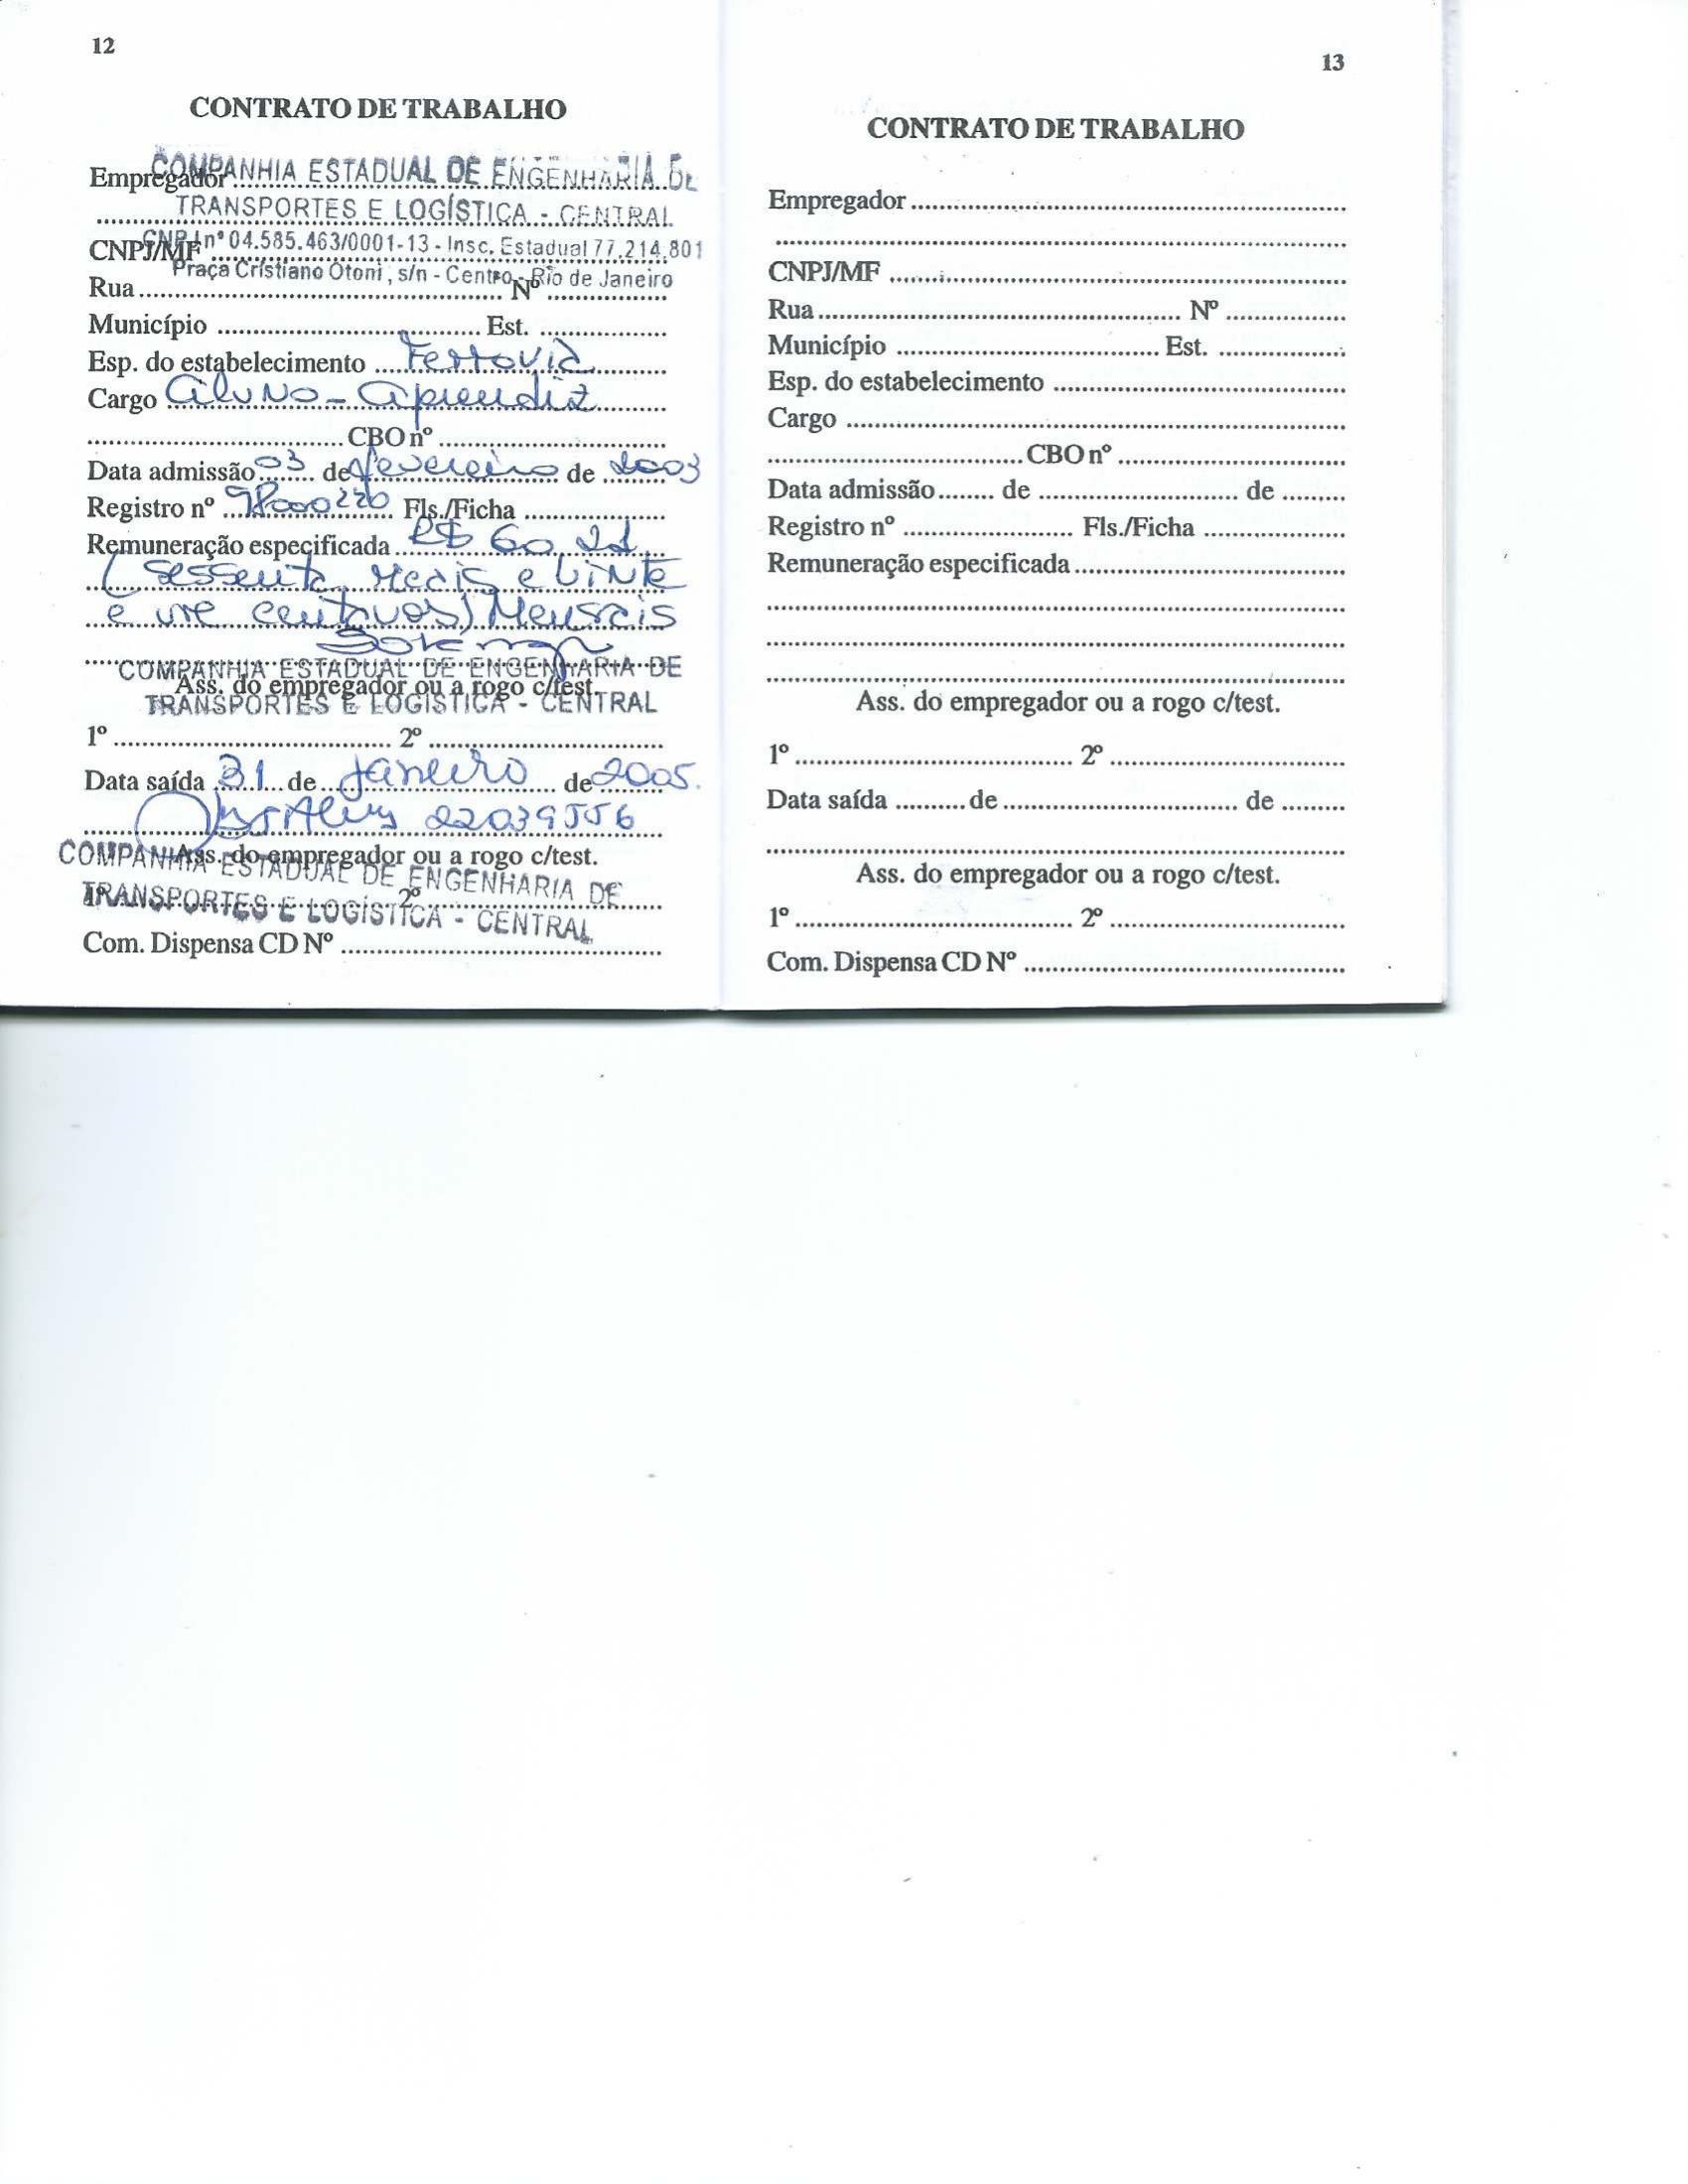 12
CONTRATO DE TRABALHO
Empregador COMPANHIA ESTADUAL DE ENGENHARIA DE
TRANSPORTES E LOGÍSTICA - CENTRAL
CNPJ/MF CNPJ nº 04.585.463/0001-13 - Insc. Estadual 77.214.801
Praça Cristiano Otoni, s/n - Centro - Rio de Janeiro
Rua Nº
Município Est.
Esp. do estabelecimento Ferrovia
Cargo Aluno - Aprendiz
CBO nº
Data admissão 03 de fevereiro de 2003
Registro nº 98000220 Fls./Ficha
Remuneração especificada R$ 60,21
(sessenta reais e vinte
e um centavos) Mensais
COMPANHIA ESTADUAL DE ENGENHARIA DE
Ass. do empregador ou a rogo c/test.
TRANSPORTES E LOGÍSTICA - CENTRAL
1º 2º
Data saída 31 de Janeiro de 2005.
22039556
Ass. do empregador ou a rogo c/test.
COMPANHIA ESTADUAL DE ENGENHARIA DE
TRANSPORTES E LOGÍSTICA - CENTRAL
2º
Com. Dispensa CD Nº
13
CONTRATO DE TRABALHO
Empregador
CNPJ/MF
Rua Nº
Município Est.
Esp. do estabelecimento
Cargo
CBO nº
Data admissão de de
Registro nº Fls./Ficha
Remuneração especificada
Ass. do empregador ou a rogo c/test.
1º 2º
Data saída de de
Ass. do empregador ou a rogo c/test.
1º 2º
Com. Dispensa CD Nº